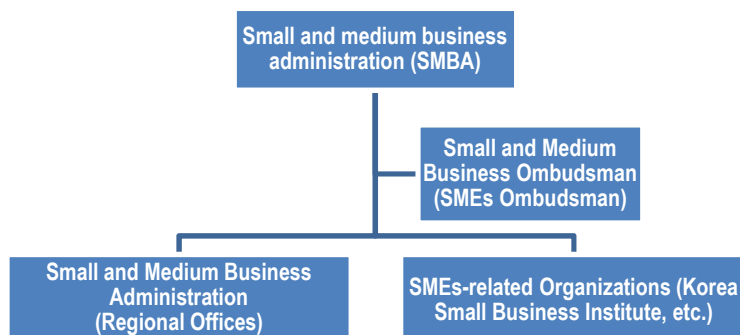 Small and medium business
administration (SMBA)
Small and Medium
Business Ombudsman
(SMEs Ombudsman)
Small and Medium Business
Administration
(Regional Offices)
SMEs-related Organizations (Korea
Small Business Institute, etc.)